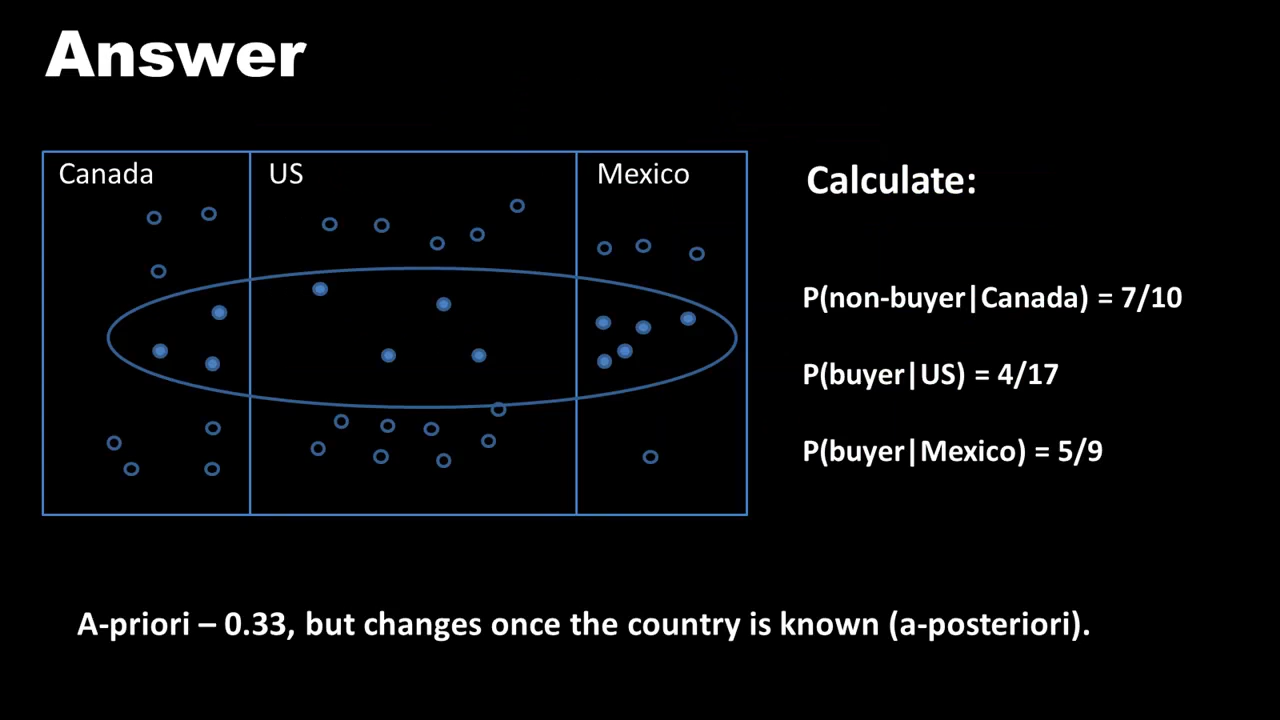 Answer
Canada
US
Mexico
Calculate:
P(non-buyer|Canada) = 7/10
P(buyer|US) = 4/17
P(buyer|Mexico) = 5/9
A-priori – 0.33, but changes once the country is known (a-posteriori).